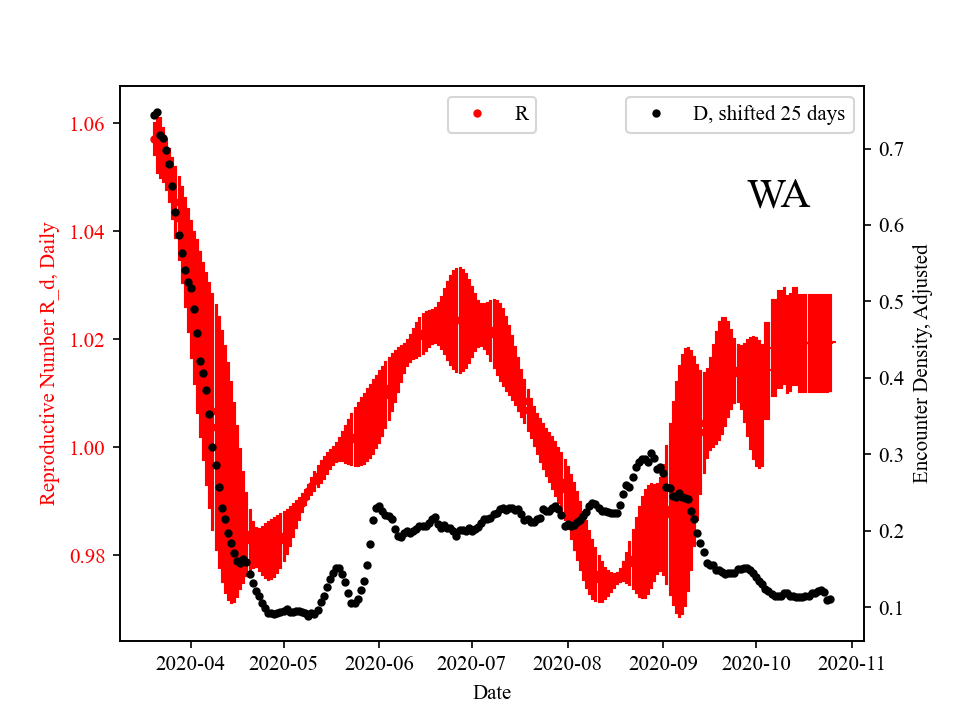 R
D, shifted 25 days
WA
1.06
1.04
1.02
1.00
0.98
Reproductive Number R_d, Daily
0.7
0.6
0.5
0.4
0.3
0.2
0.1
Encounter Density, Adjusted
2020-04 2020-05 2020-06 2020-07 2020-08 2020-09 2020-10 2020-11
Date